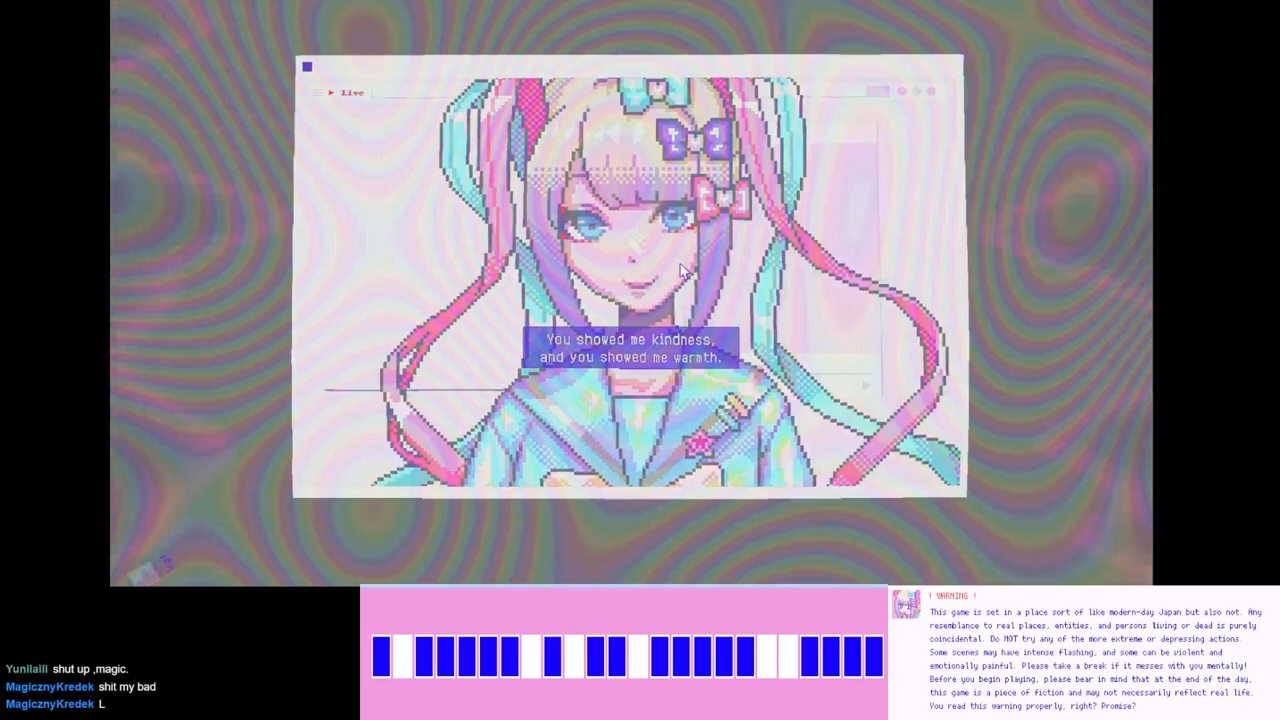 Live
You showed me kindness,
and you showed me warmth.
Yunilalli shut up ,magic.
MagicznyKredek shit my bad
MagicznyKredek L
! WARNING !
This game is set in a place sort of like modern-day Japan but also not. Any
resemblance to real places, entities, and persons living or dead is purely
coincidental. Do NOT try any of the more extreme or depressing actions.
Some scenes may have intense flashing, and some can be violent and
emotionally painful. Please take a break if it messes with you mentally!
Before you begin playing, please bear in mind that at the end of the day,
this game is a piece of fiction and may not necessarily reflect real life.
You read this warning properly, right? Promise?